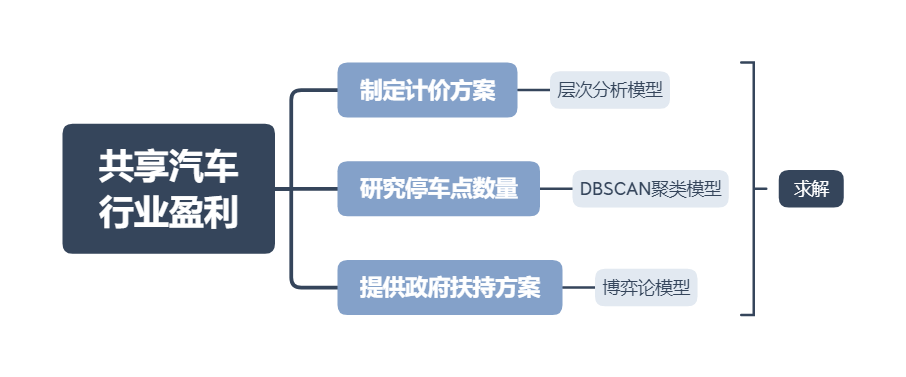 共享汽车
行业盈利
制定计价方案
层次分析模型
研究停车点数量
DBSCAN聚类模型
求解
提供政府扶持方案
博弈论模型